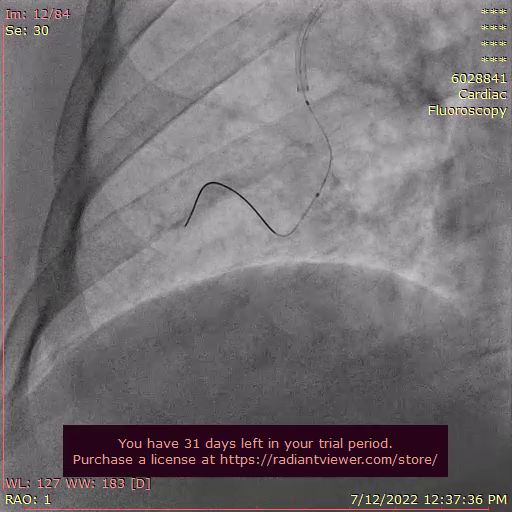 Im: 12/84
Se: 30
***
***
***
***
6028841
Cardiac
Fluoroscopy
You have 31 days left in your trial period.
Purchase a license at https://radiantviewer.com/store/
WL: 127 WW: 183 [D]
RAO: 1
7/12/2022 12:37:36 PM